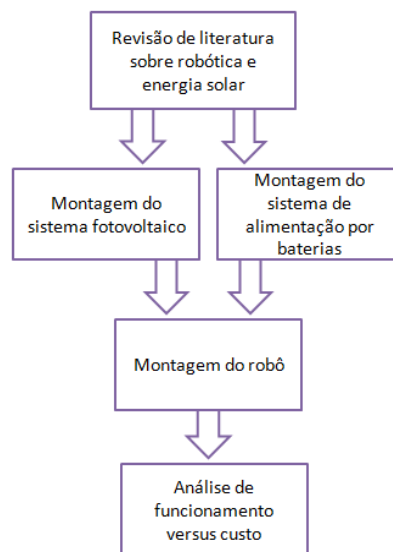 Revisão de literatura
sobre robótica e
energia solar
Montagem do
sistema fotovoltaico
Montagem do
sistema de
alimentação por
baterias
Montagem do robô
Análise de
funcionamento
versus custo